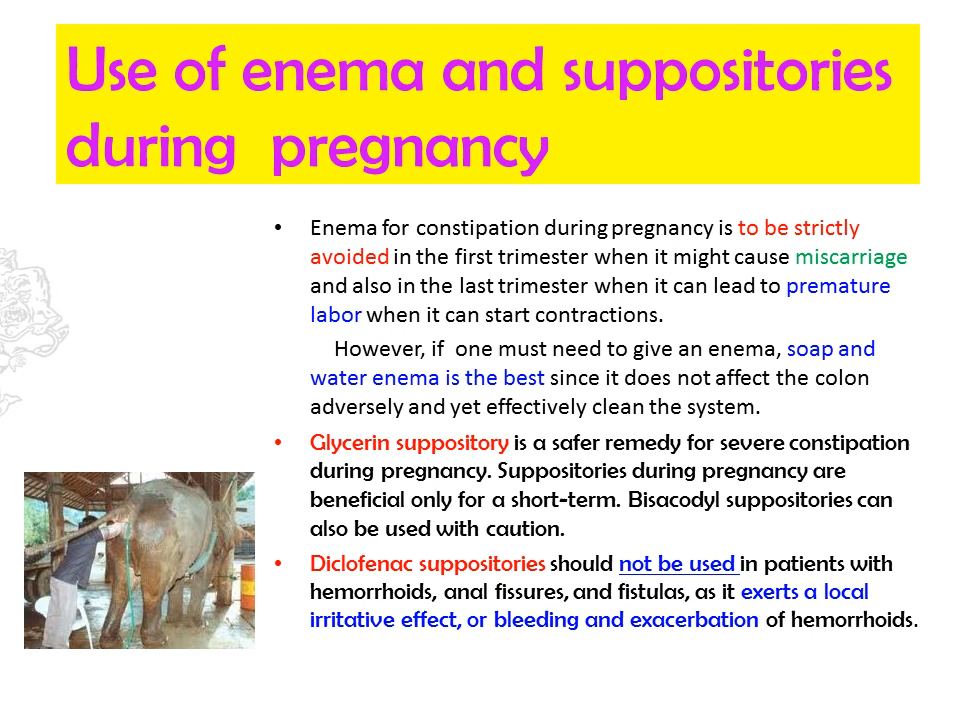 Use of enema and suppositories
during pregnancy
• Enema for constipation during pregnancy is to be strictly
avoided in the first trimester when it might cause miscarriage
and also in the last trimester when it can lead to premature
labor when it can start contractions.
However, if one must need to give an enema, soap and
water enema is the best since it does not affect the colon
adversely and yet effectively clean the system.
• Glycerin suppository is a safer remedy for severe constipation
during pregnancy. Suppositories during pregnancy are
beneficial only for a short-term. Bisacodyl suppositories can
also be used with caution.
• Diclofenac suppositories should not be used in patients with
hemorrhoids, anal fissures, and fistulas, as it exerts a local
irritative effect, or bleeding and exacerbation of hemorrhoids.